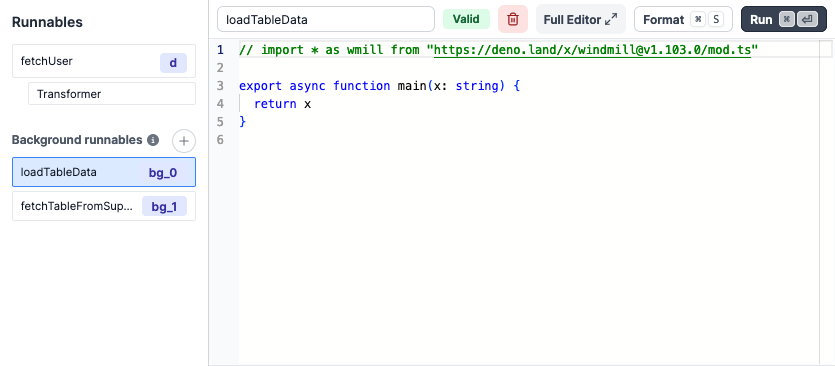 Runnables
fetchUser
d
Transformer
Background runnables
loadTableData
bg_0
fetchTableFromSup...
bg_1
loadTableData
Valid
Full Editor
Format ⌘ S
Run ⌘ ⏎
1 // import * as wmill from "https://deno.land/x/windmill@v1.103.0/mod.ts"
2
3 export async function main(x: string) {
4   return x
5 }
6